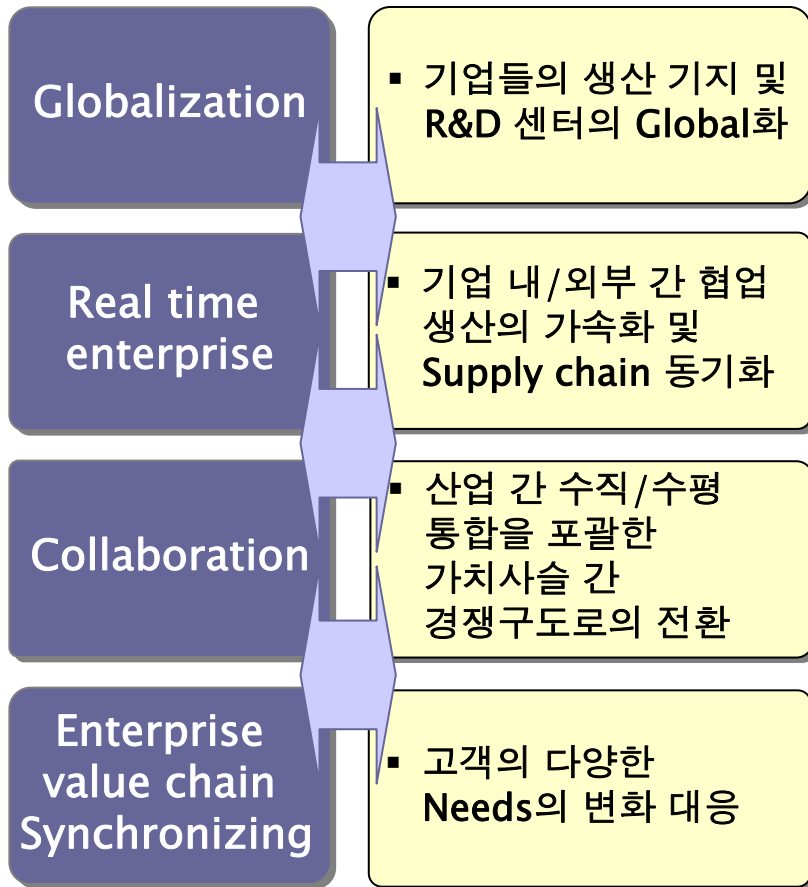 Globalization
▪ 기업들의 생산 기지 및
R&D 센터의 Global화
Real time
enterprise
▪ 기업 내/외부 간 협업
생산의 가속화 및
Supply chain 동기화
Collaboration
▪ 산업 간 수직/수평
통합을 포괄한
가치사슬 간
경쟁구도로의 전환
Enterprise
value chain
Synchronizing
▪ 고객의 다양한
Needs의 변화 대응